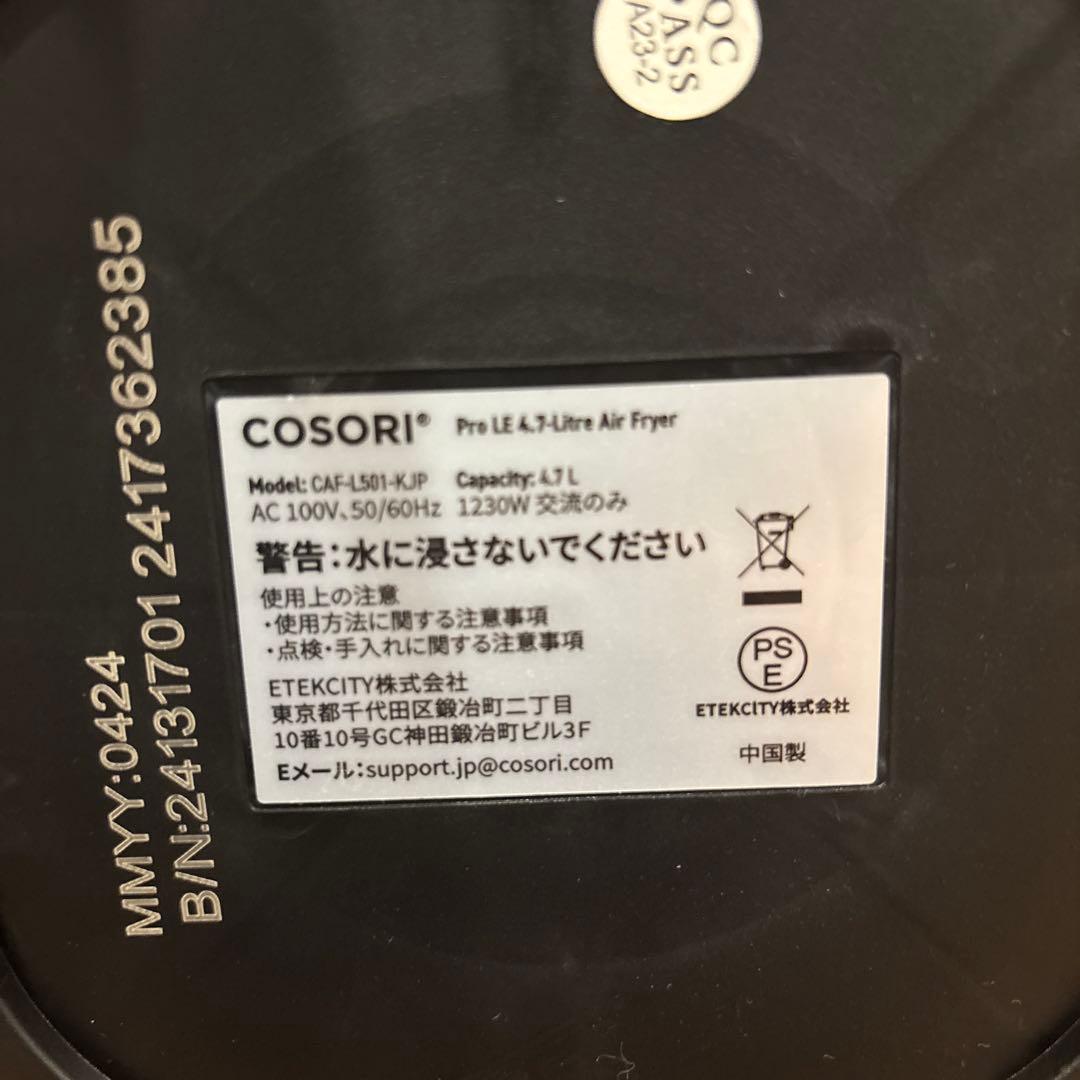 QC
PASS
A23-2
MMYY:0424
B/N:241317012417362385
COSORI® Pro LE 4.7-Litre Air Fryer
Model: CAF-L501-KJP Capacity: 4.7 L
AC 100V、50/60Hz 1230W 交流のみ
警告:水に浸さないでください
使用上の注意
・使用方法に関する注意事項
・点検・手入れに関する注意事項
ETEKCITY株式会社
東京都千代田区鍛冶町二丁目
10番10号GC神田鍛冶町ビル3F
Eメール:support.jp@cosori.com
PS
E
ETEKCITY株式会社
中国製